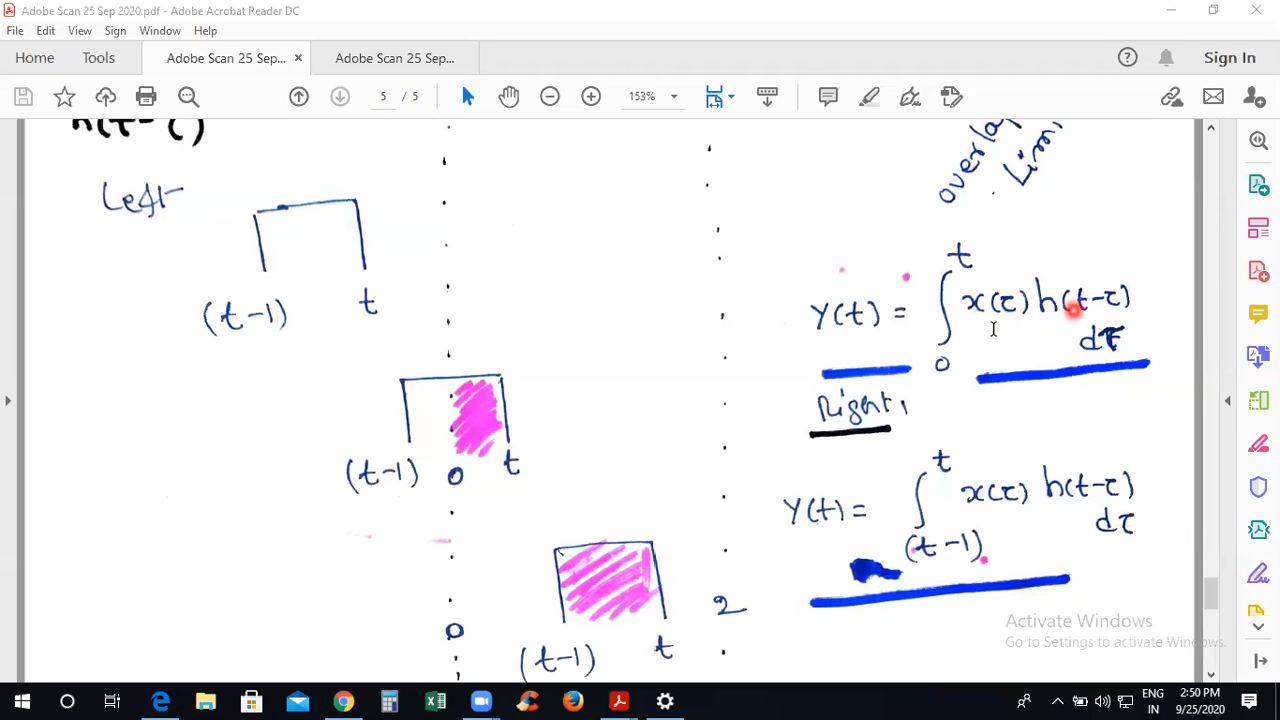 Adobe Scan 25 Sep 2020.pdf - Adobe Acrobat Reader DC
File Edit View Sign Window Help
Home Tools Adobe Scan 25 Sep... × Adobe Scan 25 Sep... Sign In
5 / 5 153%
h(t-τ)
Left
overla
Lim
(t-1) t
y(t) = ∫₀ᵗ x(τ) h(t-τ)
dτ
Right,
(t-1) 0 t
y(t) = ∫₍ₜ₋₁₎ᵗ x(τ) h(t-τ)
dτ
0 (t-1) t 2
Activate Windows
Go to Settings to activate Windows.
ENG
IN
2:50 PM
9/25/2020